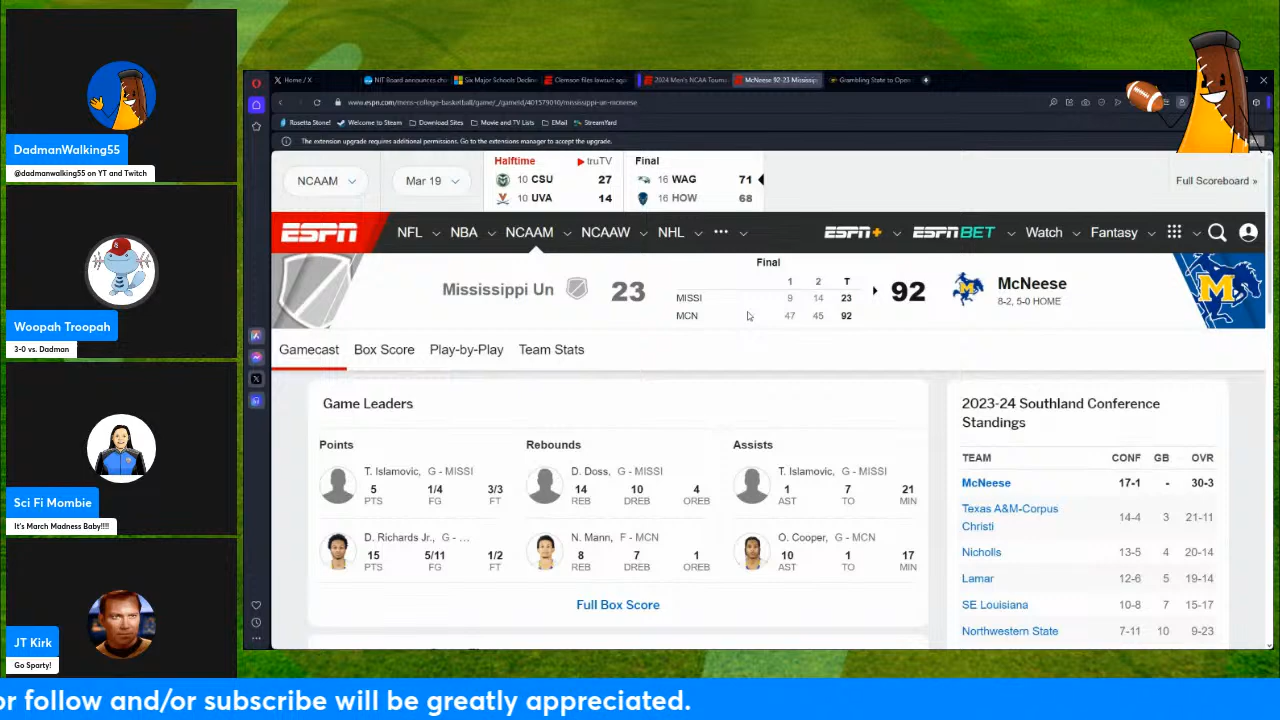 DadmanWalking55
@dadmanwalking55 on YT and Twitch
Woopah Troopah
3-0 vs. Dadman
Sci Fi Mombie
It's March Madness Baby!!!!
JT Kirk
Go Sparty!
Home / X
NIT Board announces cha
Six Major Schools Decline
Clemson files lawsuit aga
2024 Men's NCAA Tourna
McNeese 92-23 Mississip
Grambling State to Open
www.espn.com/mens-college-basketball/game/_/gameId/401579010/mississippi-un-mcneese
Rosetta Stone! Welcome to Steam Download Sites Movie and TV Lists EMail StreamYard
The extension upgrade requires additional permissions. Go to the extensions manager to accept the upgrade.
NCAAM
Mar 19
Halftime truTV
10 CSU 27
10 UVA 14
Final
16 WAG 71
16 HOW 68
Full Scoreboard »
ESPN NFL NBA NCAAM NCAAW NHL ESPN+ ESPN BET Watch Fantasy
Mississippi Un 23
Final
1 2 T
MISSI 9 14 23
MCN 47 45 92
92 McNeese
8-2, 5-0 HOME
M
Gamecast Box Score Play-by-Play Team Stats
Game Leaders
Points Rebounds Assists
T. Islamovic, G - MISSI
5 1/4 3/3
PTS FG FT
D. Doss, G - MISSI
14 10 4
REB DREB OREB
T. Islamovic, G - MISSI
1 7 21
AST TO MIN
D. Richards Jr., G - ...
15 5/11 1/2
PTS FG FT
N. Mann, F - MCN
8 7 1
REB DREB OREB
O. Cooper, G - MCN
10 1 17
AST TO MIN
Full Box Score
2023-24 Southland Conference
Standings
TEAM CONF GB OVR
McNeese 17-1 - 30-3
Texas A&M-Corpus
Christi 14-4 3 21-11
Nicholls 13-5 4 20-14
Lamar 12-6 5 19-14
SE Louisiana 10-8 7 15-17
Northwestern State 7-11 10 9-23
or follow and/or subscribe will be greatly appreciated.